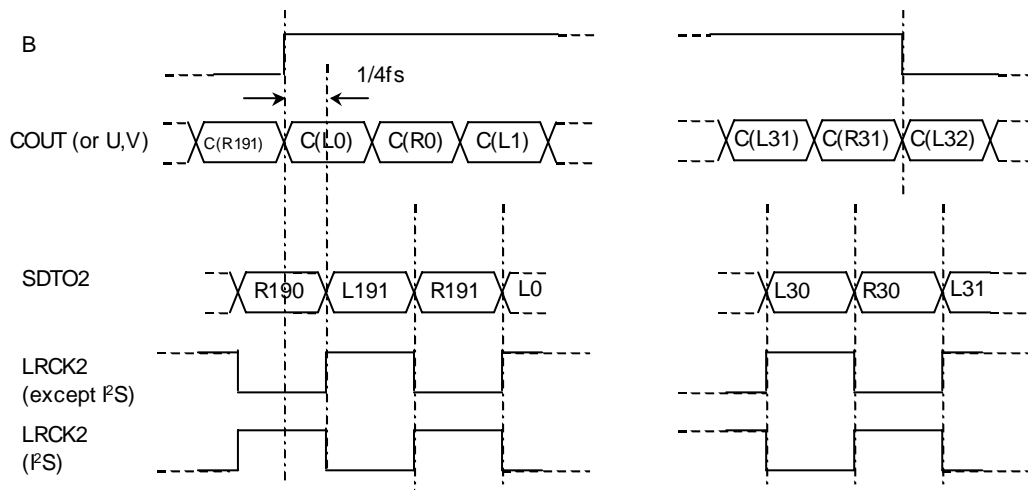 B
1/4fs
COUT (or U,V)
C(R191) C(L0) C(R0) C(L1) C(L31) C(R31) C(L32)
SDTO2
R190 L191 R191 L0 L30 R30 L31
LRCK2
(except I²S)
LRCK2
(I²S)